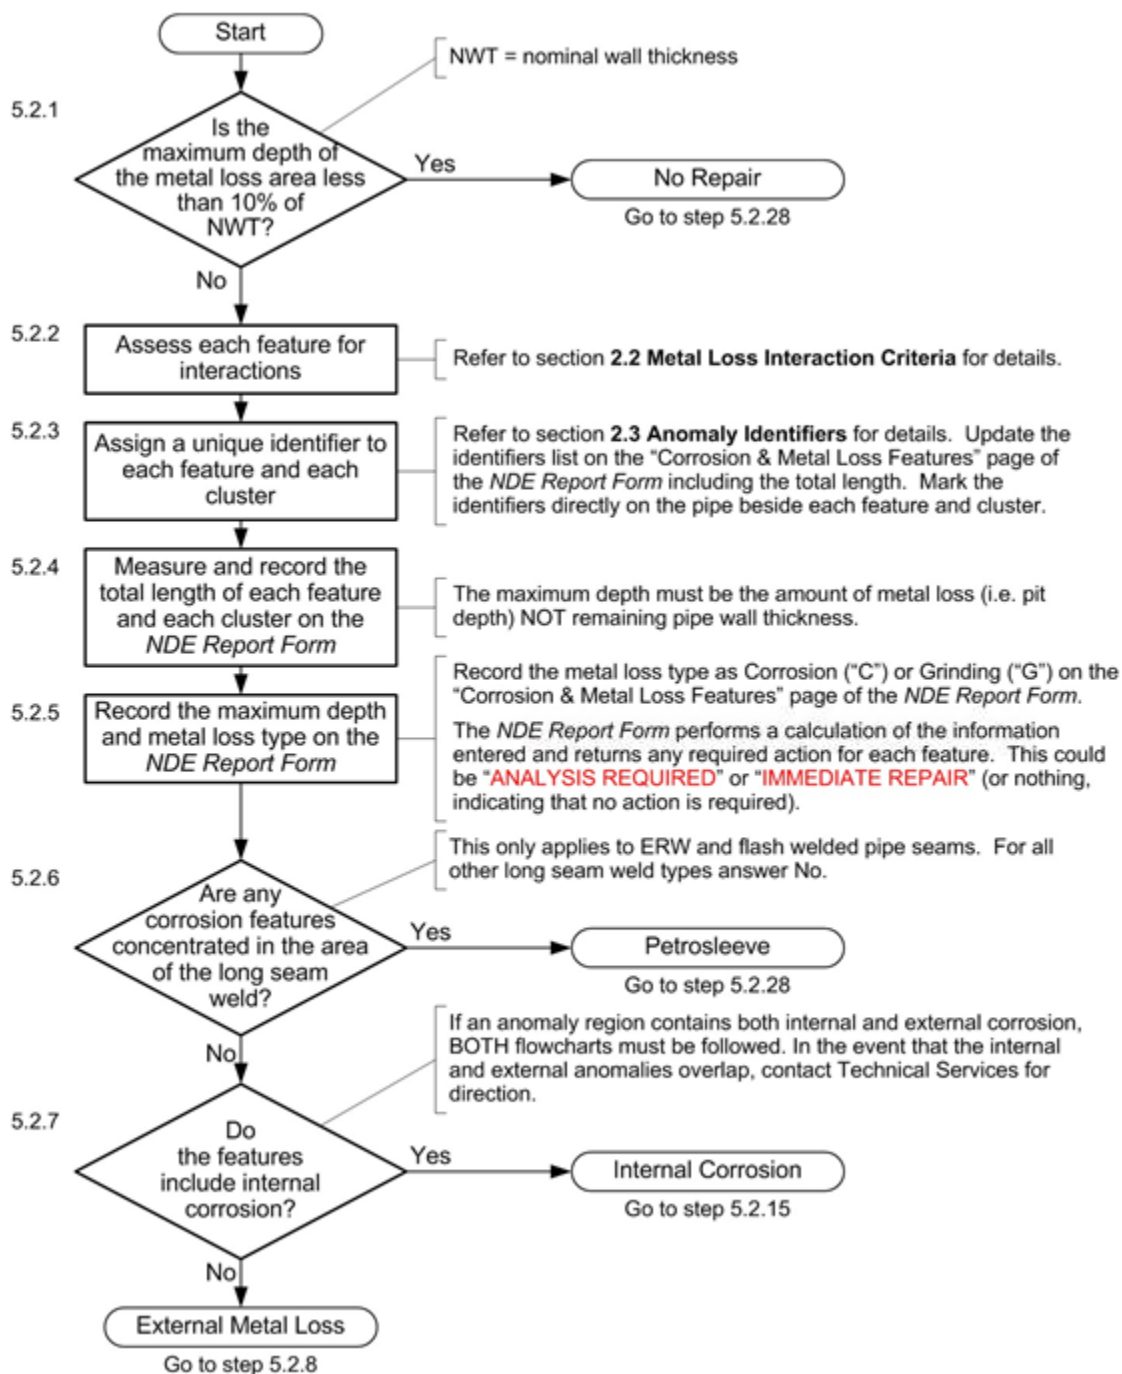 Start
NWT = nominal wall thickness
5.2.1
Is the
maximum depth of
the metal loss area less
than 10% of
NWT?
Yes
No Repair
Go to step 5.2.28
No
5.2.2
Assess each feature for
interactions
Refer to section 2.2 Metal Loss Interaction Criteria for details.
5.2.3
Assign a unique identifier to
each feature and each
cluster
Refer to section 2.3 Anomaly Identifiers for details. Update the
identifiers list on the “Corrosion & Metal Loss Features” page of
the NDE Report Form including the total length. Mark the
identifiers directly on the pipe beside each feature and cluster.
5.2.4
Measure and record the
total length of each feature
and each cluster on the
NDE Report Form
The maximum depth must be the amount of metal loss (i.e. pit
depth) NOT remaining pipe wall thickness.
5.2.5
Record the maximum depth
and metal loss type on the
NDE Report Form
Record the metal loss type as Corrosion (“C”) or Grinding (“G”) on the
“Corrosion & Metal Loss Features” page of the NDE Report Form.
The NDE Report Form performs a calculation of the information
entered and returns any required action for each feature. This could
be “ANALYSIS REQUIRED” or “IMMEDIATE REPAIR” (or nothing,
indicating that no action is required).
5.2.6
Are any
corrosion features
concentrated in the area
of the long seam
weld?
This only applies to ERW and flash welded pipe seams. For all
other long seam weld types answer No.
Yes
Petrosleeve
Go to step 5.2.28
No
If an anomaly region contains both internal and external corrosion,
BOTH flowcharts must be followed. In the event that the internal
and external anomalies overlap, contact Technical Services for
direction.
5.2.7
Do
the features
include internal
corrosion?
Yes
Internal Corrosion
Go to step 5.2.15
No
External Metal Loss
Go to step 5.2.8